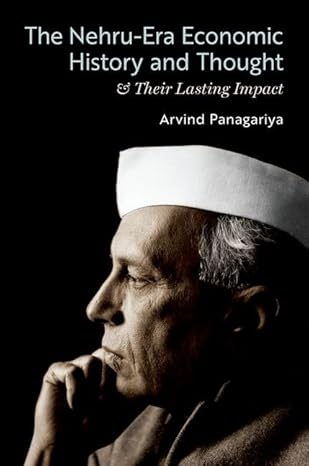 The Nehru-Era Economic
History and Thought
& Their Lasting Impact
Arvind Panagariya